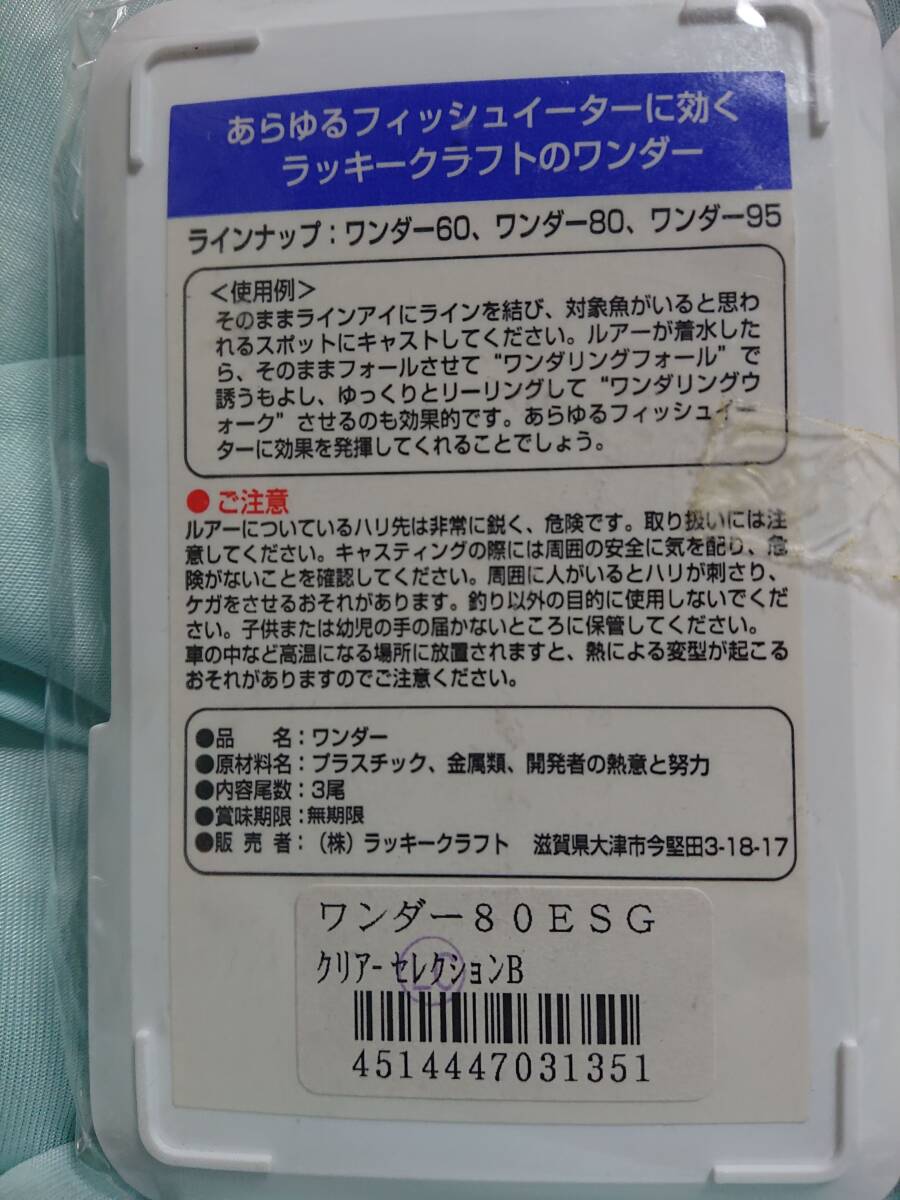 あらゆるフィッシュイーターに効く
ラッキークラフトのワンダー
ラインナップ：ワンダー60、ワンダー80、ワンダー95
＜使用例＞
そのままラインアイにラインを結び、対象魚がいると思わ
れるスポットにキャストしてください。ルアーが着水した
ら、そのままフォールさせて“ワンダリングフォール”で
誘うもよし、ゆっくりとリーリングして“ワンダリングウ
ォーク”させるのも効果的です。あらゆるフィッシュイー
ターに効果を発揮してくれることでしょう。
●ご注意
ルアーについているハリ先は非常に鋭く、危険です。取り扱いには注
意してください。キャスティングの際には周囲の安全に気を配り、危
険がないことを確認してください。周囲に人がいるとハリが刺さり、
ケガをさせるおそれがあります。釣り以外の目的に使用しないでくだ
さい。子供または幼児の手の届かないところに保管してください。
車の中など高温になる場所に放置されますと、熱による変型が起こる
おそれがありますのでご注意ください。
●品　　名：ワンダー
●原材料名：プラスチック、金属類、開発者の熱意と努力
●内容尾数：3尾
●賞味期限：無期限
●販 売 者：（株）ラッキークラフト　滋賀県大津市今堅田3-18-17
ワンダー８０ＥＳＧ
ｸﾘｱｰ ｾﾚｸｼｮﾝB
4514447031351